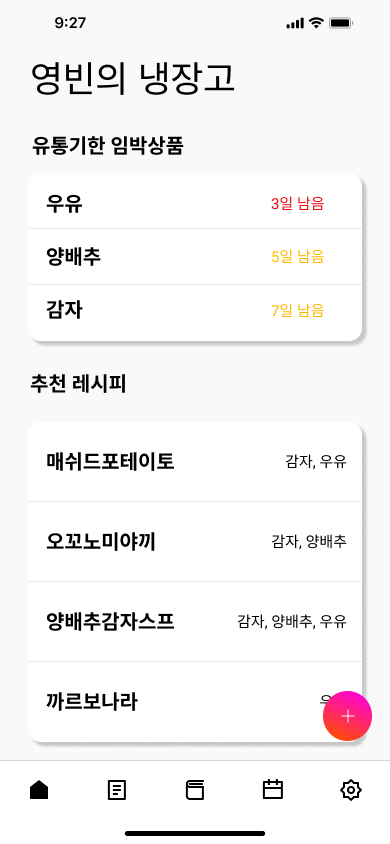 9:27
영빈의 냉장고
유통기한 임박상품
우유 3일 남음
양배추 5일 남음
감자 7일 남음
추천 레시피
매쉬드포테이토 감자, 우유
오꼬노미야끼 감자, 양배추
양배추감자스프 감자, 양배추, 우유
까르보나라